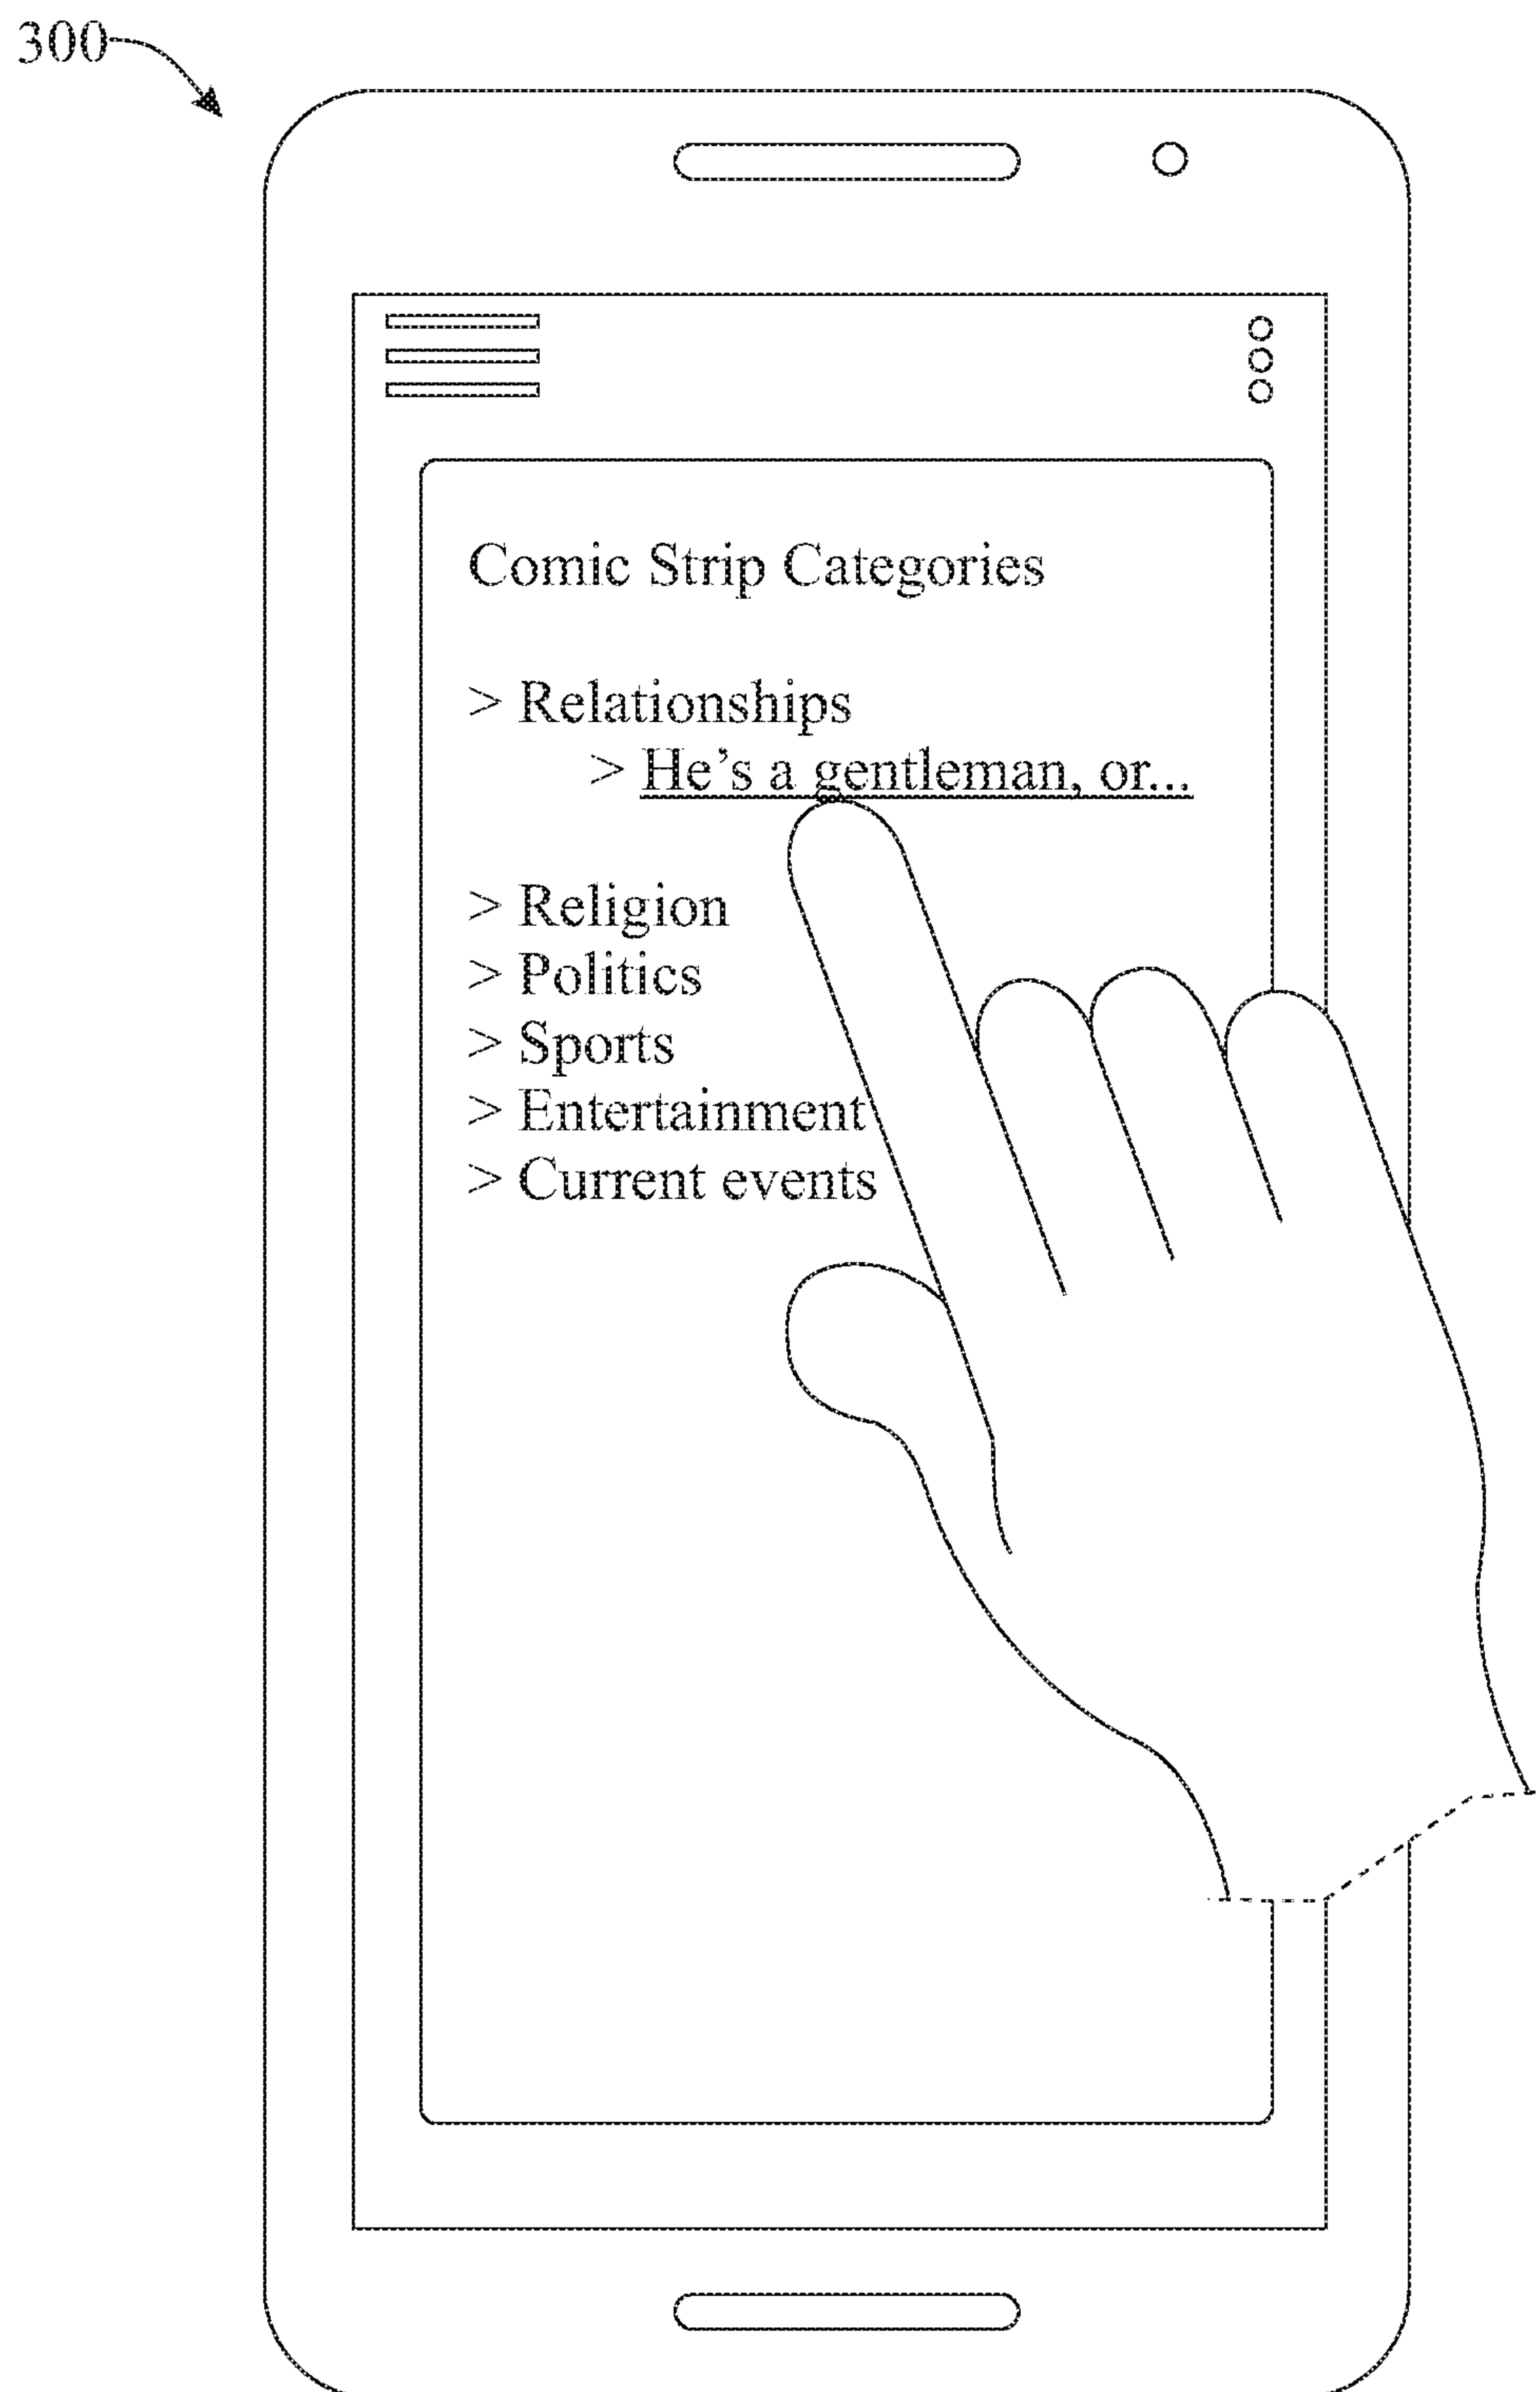 300
Comic Strip Categories
> Relationships
> He’s a gentleman, or...
> Religion
> Politics
> Sports
> Entertainment
> Current events